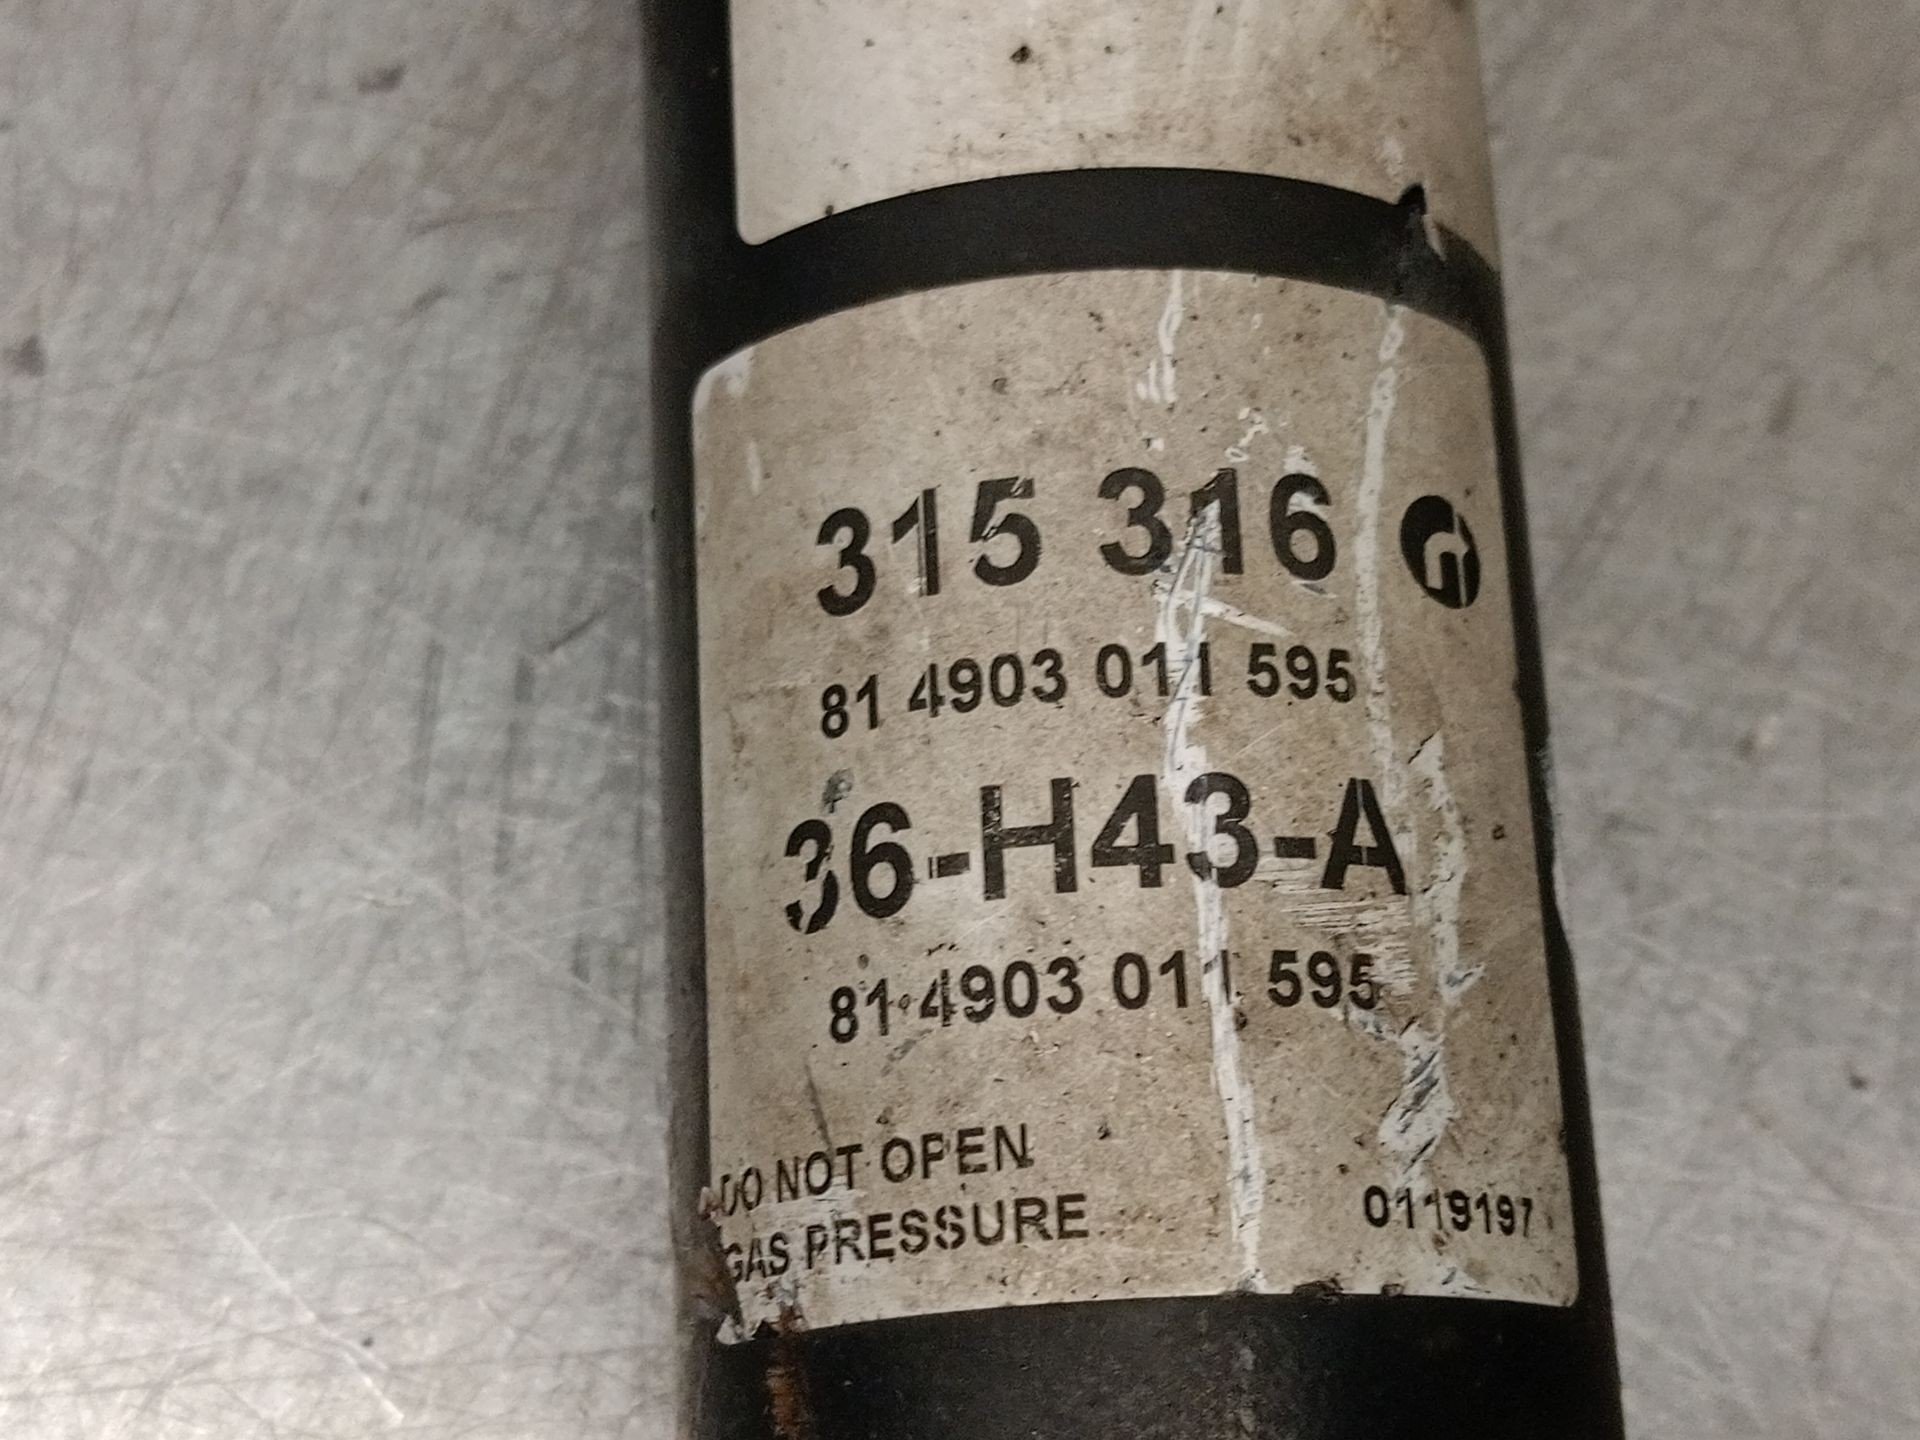 315 316
81 4903 011 595
36-H43-A
81 4903 011 595
DO NOT OPEN
GAS PRESSURE
0119197